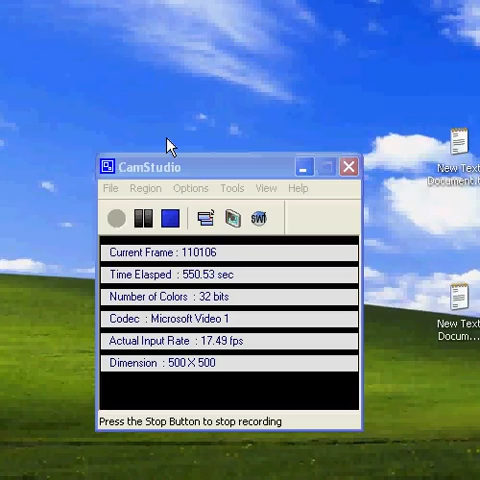 CamStudio
File Region Options Tools View Help
SWF
Current Frame : 110106
Time Elasped : 550.53 sec
Number of Colors : 32 bits
Codec : Microsoft Video 1
Actual Input Rate : 17.49 fps
Dimension : 500 X 500
Press the Stop Button to stop recording
New Text
Document.
New Text
Docum...